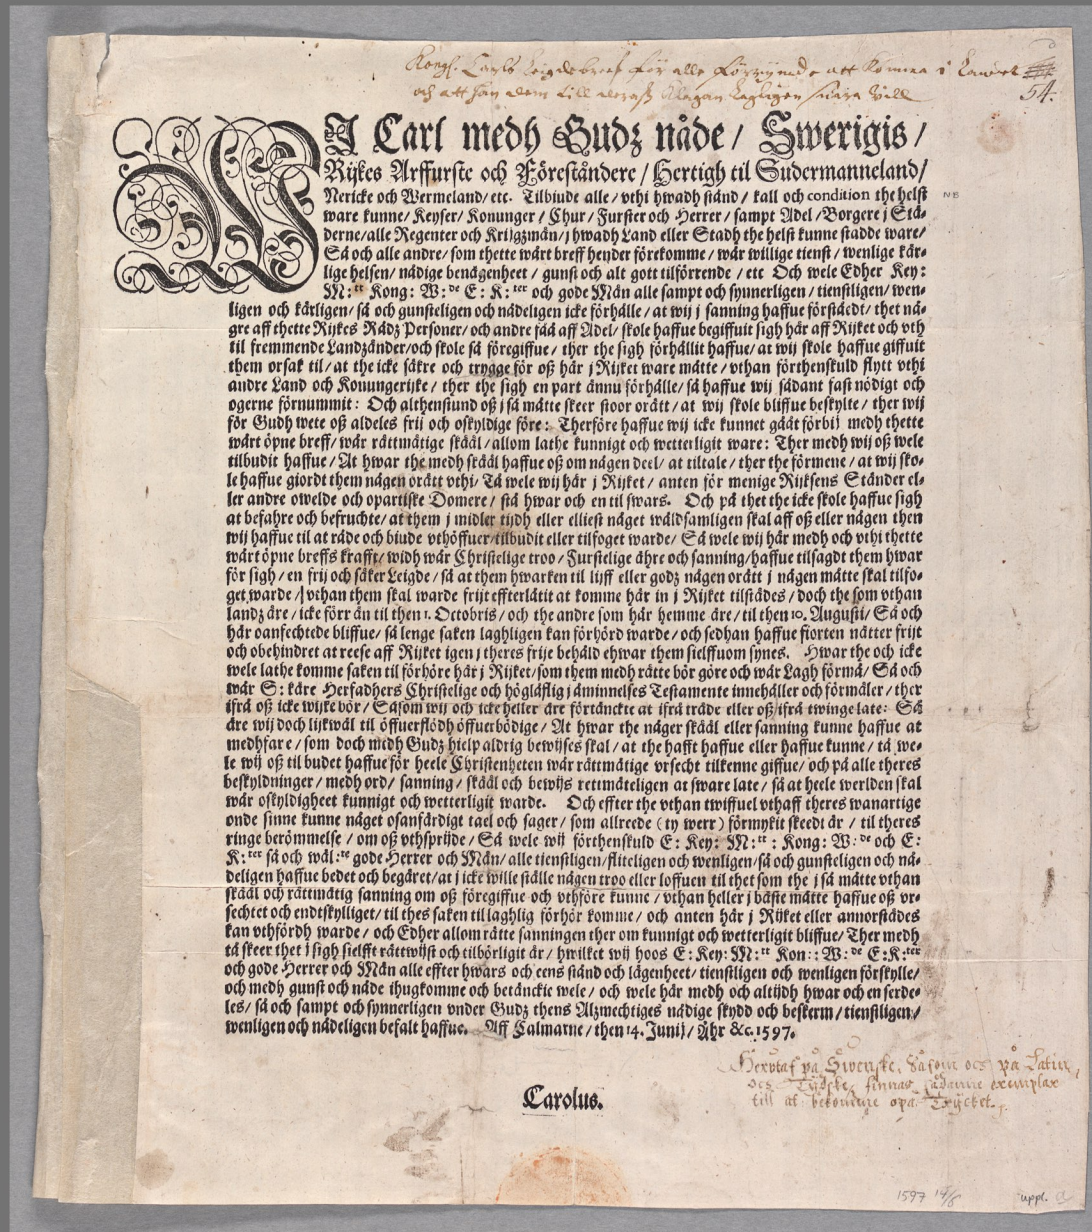 Kongl. Carls Leigdebreef för alle Förrymde att komma i Landet
och att han dem till deraß klagan Lagligen swara vill
54.
WJ Carl medh Gudz nåde / Swerigis /
Rijkes Arffurste och Föreståndere / Hertigh til Sudermanneland /
Nericke och Wermeland / etc. Tilbiude alle / vthi hwadh stånd / kall och condition the helst
NB
ware kunne / Keyser / Konunger / Chur / Furster och Herrer / sampt Adel / Borgere j Stä-
derne / alle Regenter och Krijgzmän / j hwadh Land eller Stadh the helst kunne stadde ware /
Så och alle andre / som thette wårt breff heyder förekomme / wår willige tienst / wenlige kär-
lige helsen / nådige benägenheet / gunst och alt gott tilförrende / etc Och wele Edher Key:
M:tt Kong: W:de E: K:ter och gode Män alle sampt och synnerligen / tienstligen / wen-
ligen och kärligen / så och gunsteligen och nådeligen icke förhålle / at wij j sanning haffue förståedt / thet nå-
gre aff thette Rijkes Rådz Personer / och andre fåå aff Adel / skole haffue begiffuit sigh här aff Rijket och vth
til fremmende Landzänder / och skole så föregiffue / ther the sigh förhållit haffue / at wij skole haffue giffuit
them orsak til / at the icke säkre och trygge för oß här j Rijket ware måtte / vthan förthenskuld flytt vthi
andre Land och Konungerijke / ther the sigh en part ännu förhålle / så haffue wij sådant fast nödigt och
ogerne förnummit: Och althenstund oß j så måtte skeer stoor orätt / at wij skole bliffue beskylte / ther wij
för Gudh wete oß aldeles frij och oskyldige före: Therföre haffue wij icke kunnet gåät förbij medh thette
wårt öpne breff / wår rättmätige skääl / allom lathe kunnigt och wetterligit ware: Ther medh wij oß wele
tilbudit haffue / At hwar the medh skääl haffue oß om någen deel / at tiltale / ther the förmene / at wij sko-
le haffue giordt them någen orätt vthi / Tå wele wij här j Rijket / anten för menige Rijksens Ständer el-
ler andre owelde och opartiske Domere / stå hwar och en til swars. Och på thet the icke skole haffue sigh
at befahre och befruchte / at them j midler tijdh eller elliest någet wåldsamligen skal aff oß eller någen then
wij haffue til at råde och biude vthöffuer / tilbudit eller tilfoget warde / Så wele wij här medh och vthi thette
wårt öpne breffs krafft / widh wår Christelige troo / Furstelige ähre och sanning / haffue tilsagdt them hwar
för sigh / en frij och säker Leigde / så at them hwarken til lijff eller godz någen orätt j någen måtte skal tilfo-
get warde / vthan them skal warde frijt effterlåtit at komme här in j Rijket tilstädes / doch the som vthan
landz äre / icke förr än til then 1. Octobris / och the andre som här hemme äre / til then 10. Augusti / Så och
här oanfechtede bliffue / så lenge saken laghligen kan förhörd warde / och sedhan haffue fiorten nätter frijt
och obehindret at reese aff Rijket igen j theres frije behåld ehwar them sielffuom synes. Hwar the och icke
wele lathe komme saken til förhöre här j Rijket / som them medh rätte bör göre och wår Lagh förmå / Så och
wår S: käre Herfadhers Christelige och höglåflig j åminnelses Testamente innehåller och förmäler / ther
ifrå oß icke wijke bör / Såsom wij och icke heller äre förtänckte at ifrå träde eller oß ifrå twinge late: Så
äre wij doch lijkwäl til öffuerflödh öffuerbödige / At hwar the någer skääl eller sanning kunne haffue at
medhfare / som doch medh Gudz hielp aldrig bewijses skal / at the hafft haffue eller haffue kunne / tå we-
le wij oß til budet haffue för heele Christenheten wår rättmätige vrsecht tilkenne giffue / och på alle theres
beskyldninger / medh ord / sanning / skääl och bewijs rettmäteligen at sware late / så at heele werlden skal
wår oskyldigheet kunnigt och wetterligit warde. Och effter the vthan twiffuel vthaff theres wanartige
onde sinne kunne någet osanfärdigt tael och sager / som allreede (ty werr) förmykit skeedt är / til theres
ringe berömmelse / om oß vthsprijde / Så wele wij förthenskuld E: Key: M:tt : Kong: W:de och E:
K:ter så och wäl:te gode Herrer och Män / alle tienstligen / fliteligen och wenligen / så och gunsteligen och nå-
deligen haffue bedet och begäret / at j icke wille ställe någen troo eller loffuen til thet som the j så måtte vthan
skääl och rättmätig sanning om oß föregiffue och vthföre kunne / vthan heller j bäste måtte haffue oß vr-
sechtet och endtskylliget / til thes saken til laghlig förhör komme / och anten här j Rijket eller annorstädes
kan vthfördh warde / och Edher allom rätte sanningen ther om kunnigt och wetterligit bliffue / Ther medh
tå skeer thet j sigh sielfft rättwijst och tilbörligit är / hwilket wij hoos E: Key: M:tt Kon:: W:de E:K:ter
och gode Herrer och Män alle effter hwars och eens stånd och lägenheet / tienstligen och wenligen förskylle /
och medh gunst och nåde ihugkomme och betänckie wele / och wele här medh och altijdh hwar och en serde-
les / så och sampt och synnerligen vnder Gudz thens Alzmechtiges nådige skydd och beskerm / tienstligen /
wenligen och nådeligen befalt haffue. Aff Calmarne / then 14. Junij / Åhr &c. 1597.
Carolus.
Hervtaf på Swenske, Såsom och på Latin,
och Tydske, finnas sådanne exemplar
till at bekomme opå Trycket.
1597 14/8
uppl. a